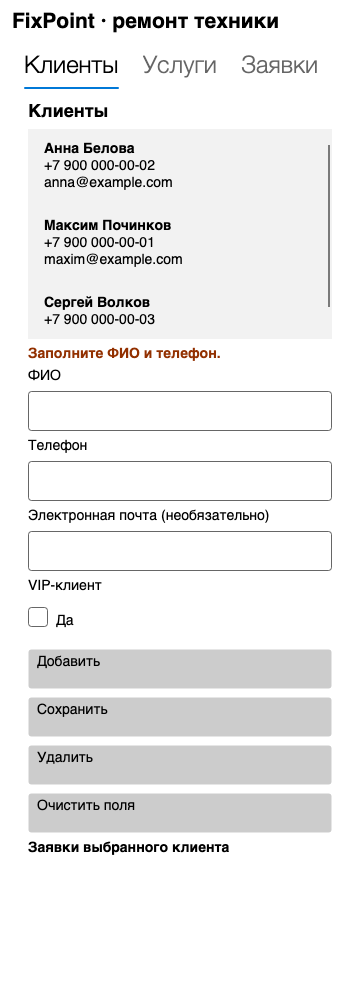 FixPoint · ремонт техники
Клиенты Услуги Заявки
Клиенты
Анна Белова
+7 900 000-00-02
anna@example.com
Максим Починков
+7 900 000-00-01
maxim@example.com
Сергей Волков
+7 900 000-00-03
Заполните ФИО и телефон.
ФИО
Телефон
Электронная почта (необязательно)
VIP-клиент
Да
Добавить
Сохранить
Удалить
Очистить поля
Заявки выбранного клиента